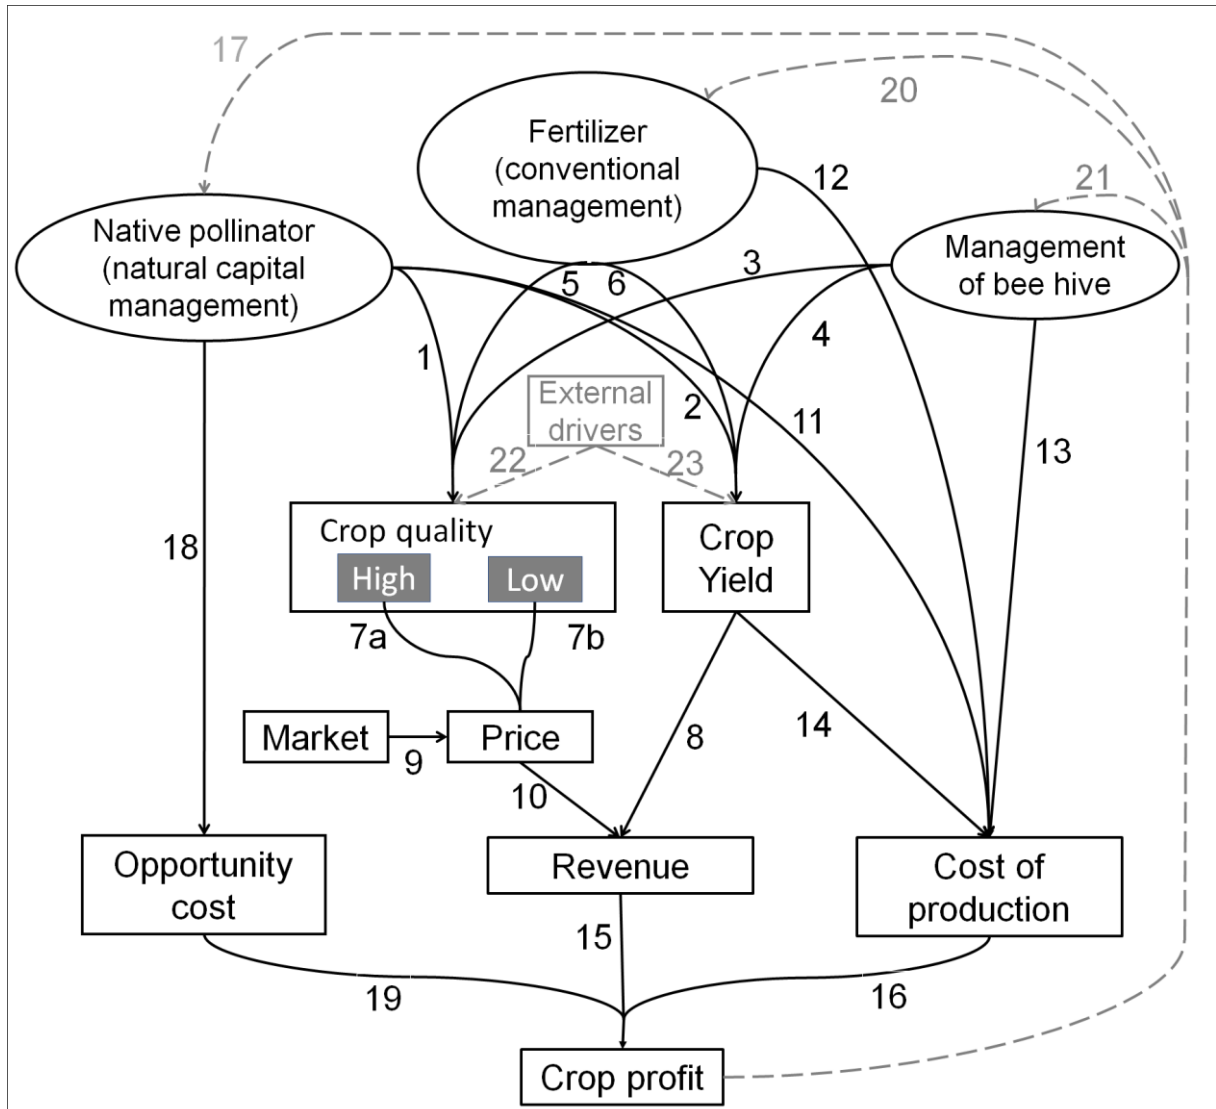 17
20
Fertilizer
(conventional
management)
12
21
Native pollinator
(natural capital
management)
Management
of bee hive
5
6
3
1
4
External
drivers
2
11
22
23
13
18
Crop quality
High
Low
Crop
Yield
7a
7b
Market
9
Price
8
14
10
Opportunity
cost
Revenue
Cost of
production
15
19
16
Crop profit